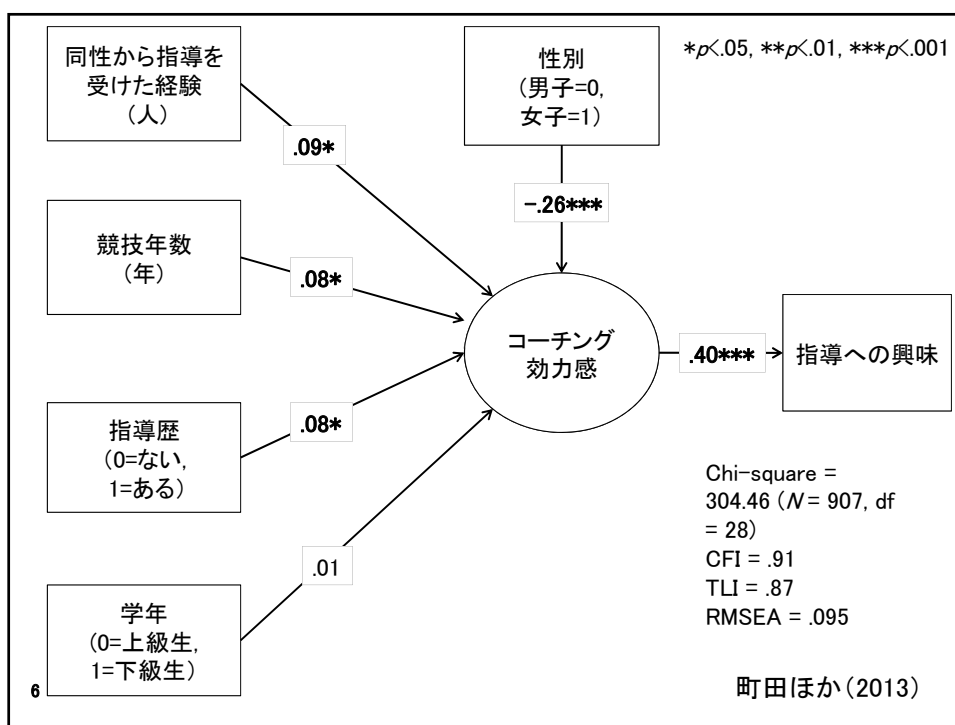 同性から指導を
受けた経験
（人）
性別
（男子=0,
女子=1）
*p<.05, **p<.01, ***p<.001
.09*
-.26***
競技年数
（年）
.08*
コーチング
効力感
.40***
指導への興味
指導歴
（0=ない,
1=ある）
.08*
Chi-square =
304.46（N = 907, df
= 28）
CFI = .91
TLI = .87
RMSEA = .095
.01
学年
（0=上級生,
1=下級生）
6
町田ほか（2013）